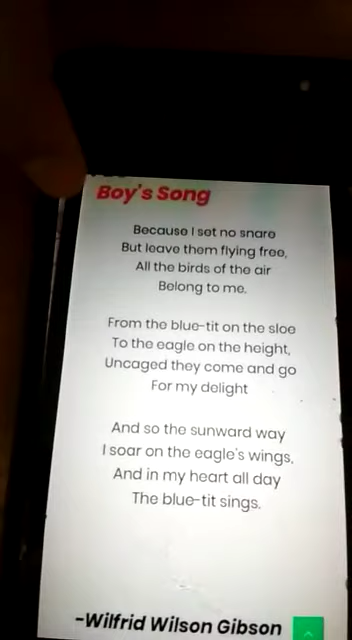 Boy's Song
Because I set no snare
But leave them flying free,
All the birds of the air
Belong to me.
From the blue-tit on the sloe
To the eagle on the height,
Uncaged they come and go
For my delight
And so the sunward way
I soar on the eagle's wings,
And in my heart all day
The blue-tit sings.
-Wilfrid Wilson Gibson